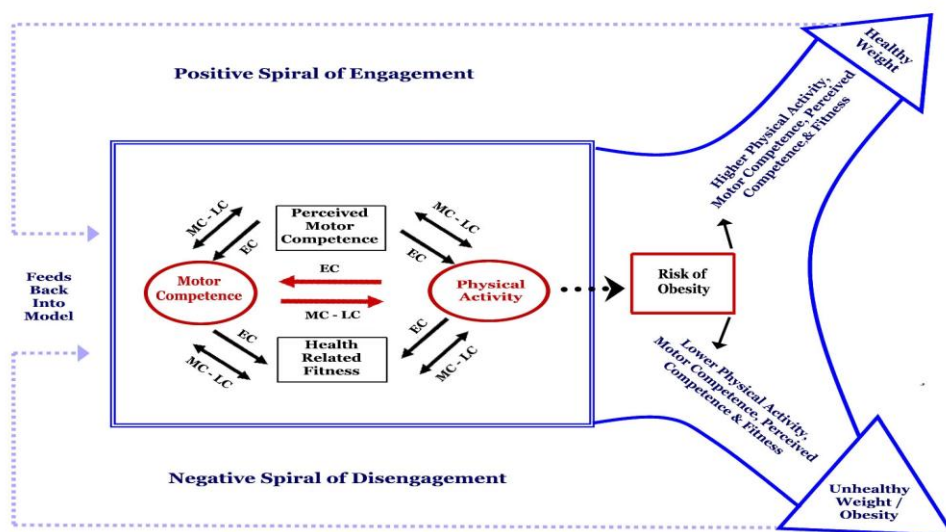 Positive Spiral of Engagement
Healthy
Weight
Higher Physical Activity,
Motor Competence, Perceived
Competence,& Fitness
MC - LC
EC
Perceived
Motor
Competence
MC - LC
EC
Feeds
Back
Into
Model
Motor
Competence
EC
MC - LC
Physical
Activity
Risk of
Obesity
EC
MC - LC
Health
Related
Fitness
EC
MC - LC
Lower Physical Activity,
Motor Competence, Perceived
Competence & Fitness
Negative Spiral of Disengagement
Unhealthy
Weight /
Obesity